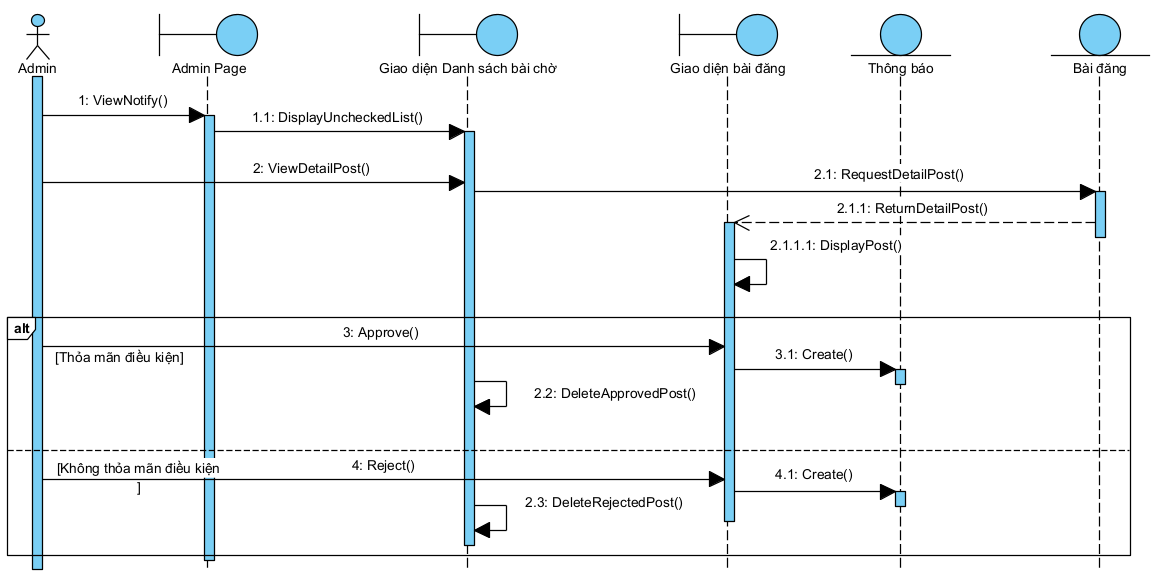 Admin
Admin Page
Giao diện Danh sách bài chờ
Giao diện bài đăng
Thông báo
Bài đăng
1: ViewNotify()
1.1: DisplayUncheckedList()
2: ViewDetailPost()
2.1: RequestDetailPost()
2.1.1: ReturnDetailPost()
2.1.1.1: DisplayPost()
alt
3: Approve()
[Thỏa mãn điều kiện]
3.1: Create()
2.2: DeleteApprovedPost()
[Không thỏa mãn điều kiện
]
4: Reject()
4.1: Create()
2.3: DeleteRejectedPost()